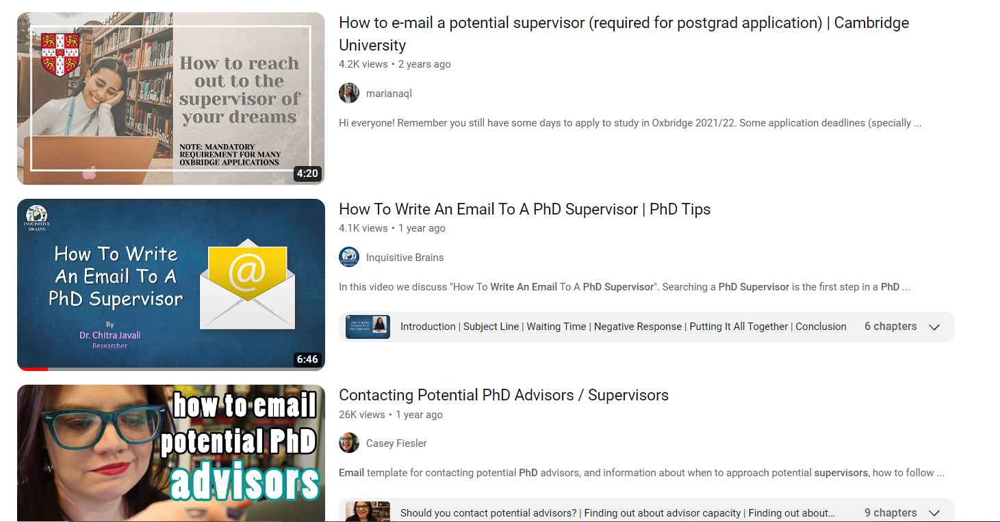 How to reach
out to the
supervisor of
your dreams
NOTE: MANDATORY
REQUIREMENT FOR MANY
OXBRIDGE APPLICATIONS
4:20
How to e-mail a potential supervisor (required for postgrad application) | Cambridge
University
4.2K views • 2 years ago
marianaql
Hi everyone! Remember you still have some days to apply to study in Oxbridge 2021/22. Some application deadlines (specially ...
INQUISITIVE
BRAINS
How To Write
An Email To A
PhD Supervisor
By
Dr. Chitra Javali
Researcher
@
6:46
How To Write An Email To A PhD Supervisor | PhD Tips
4.1K views • 1 year ago
Inquisitive Brains
In this video we discuss "How To Write An Email To A PhD Supervisor". Searching a PhD Supervisor is the first step in a PhD ...
Introduction | Subject Line | Waiting Time | Negative Response | Putting It All Together | Conclusion 6 chapters
how to email
potential PhD
advisors
Contacting Potential PhD Advisors / Supervisors
26K views • 1 year ago
Casey Fiesler
Email template for contacting potential PhD advisors, and information about when to approach potential supervisors, how to follow ...
Should you contact potential advisors? | Finding out about advisor capacity | Finding out about... 9 chapters